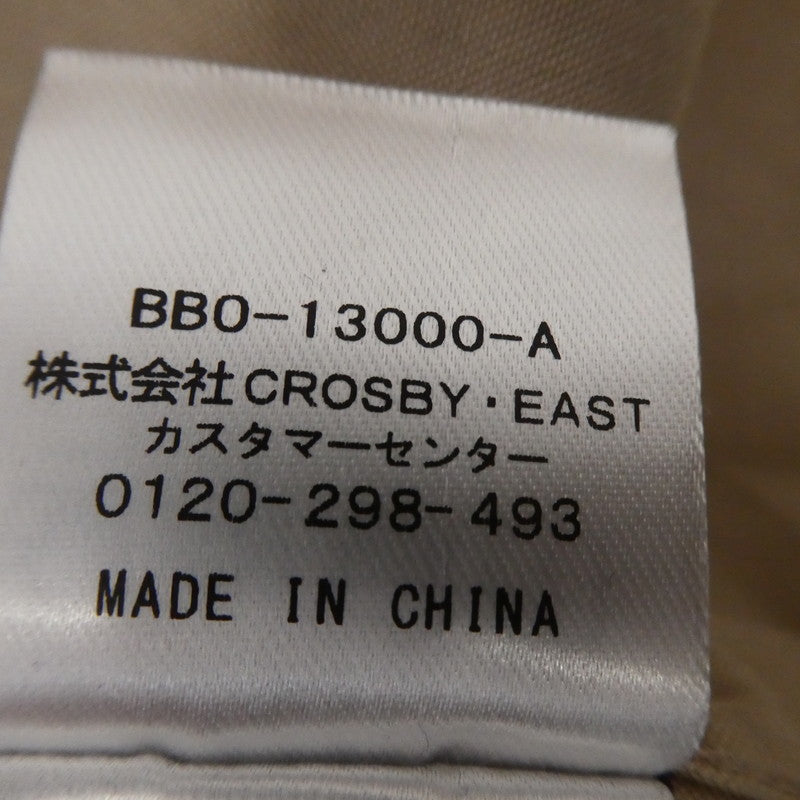 BBO-13000-A
株式会社CROSBY・EAST
カスタマーセンター
0120-298-493
MADE IN CHINA